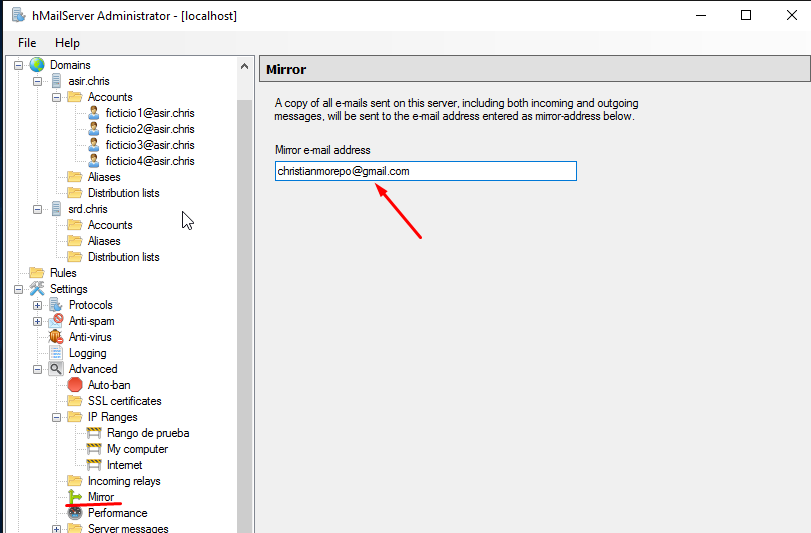 hMailServer Administrator - [localhost]
File Help
Domains
asir.chris
Accounts
ficticio1@asir.chris
ficticio2@asir.chris
ficticio3@asir.chris
ficticio4@asir.chris
Aliases
Distribution lists
srd.chris
Accounts
Aliases
Distribution lists
Rules
Settings
Protocols
Anti-spam
Anti-virus
Logging
Advanced
Auto-ban
SSL certificates
IP Ranges
Rango de prueba
My computer
Internet
Incoming relays
Mirror
Performance
Server messages
Mirror
A copy of all e-mails sent on this server, including both incoming and outgoing
messages, will be sent to the e-mail address entered as mirror-address below.
Mirror e-mail address
christianmorepo@gmail.com